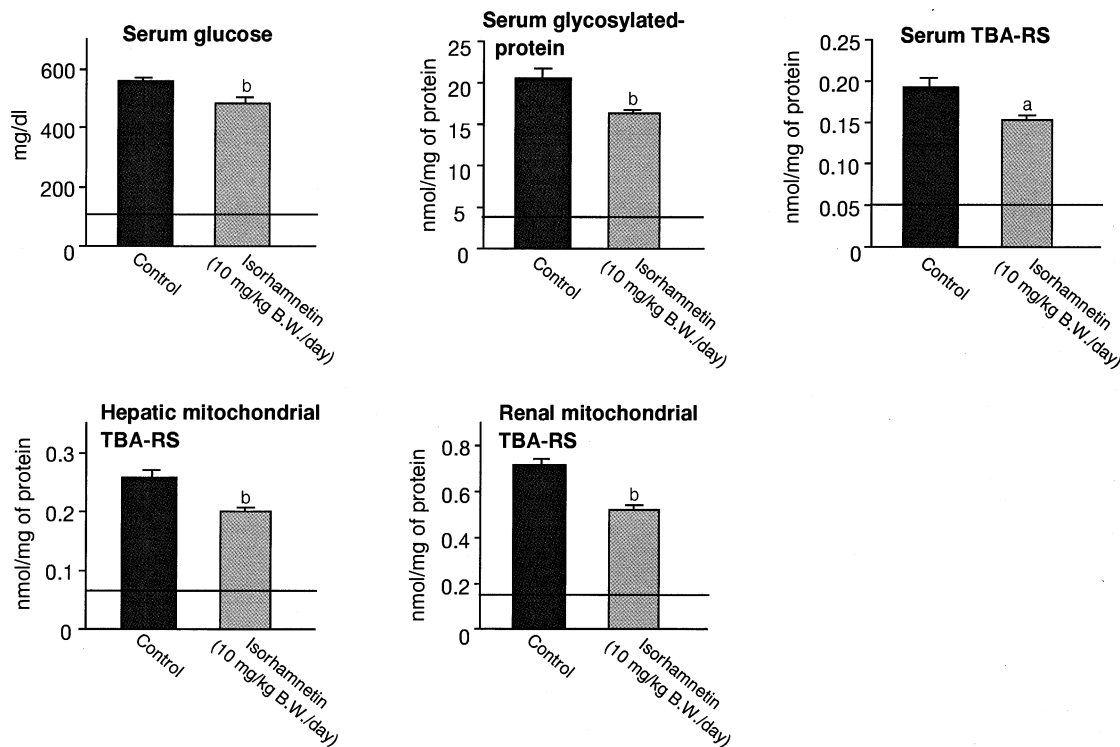 Serum glucose
mg/dl
600
400
200
0
b
Control
Isorhamnetin
(10 mg/kg B.W./day)
Serum glycosylated-
protein
nmol/mg of protein
25
20
15
10
5
0
b
Control
Isorhamnetin
(10 mg/kg B.W./day)
Serum TBA-RS
nmol/mg of protein
0.25
0.20
0.15
0.10
0.05
0
a
Control
Isorhamnetin
(10 mg/kg B.W./day)
Hepatic mitochondrial
TBA-RS
nmol/mg of protein
0.3
0.2
0.1
0
b
Control
Isorhamnetin
(10 mg/kg B.W./day)
Renal mitochondrial
TBA-RS
nmol/mg of protein
0.8
0.6
0.4
0.2
0
b
Control
Isorhamnetin
(10 mg/kg B.W./day)